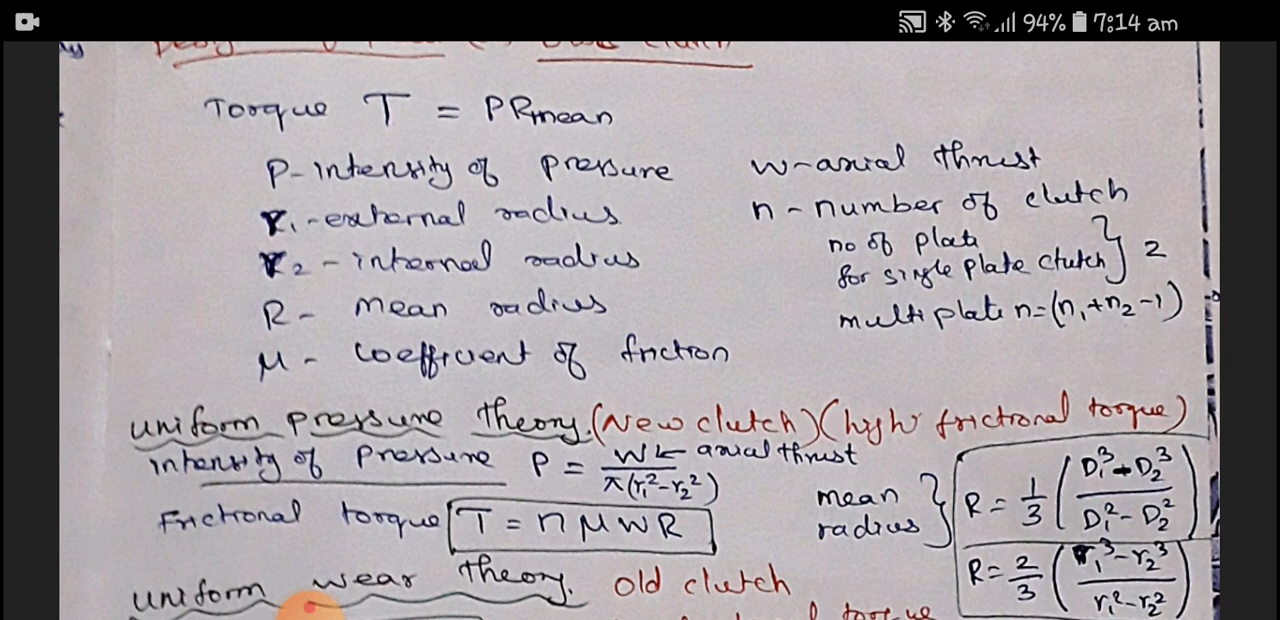 94% 7:14 am
Torque T = PRmean
P - intensity of pressure
r₁ - external radius
r₂ - internal radius
R - mean radius
μ - coefficient of friction
w - axial thrust
n - number of clutch
no of plate
for single plate clutch } 2
multi plate n = (n₁+n₂-1)
uniform pressure theory. (New clutch) (high frictional torque)
intensity of pressure P = W ← axial thrust / π(r₁²-r₂²)
Frictional torque T = n μ W R
mean radius } R = 1/3 (D₁³-D₂³ / D₁²-D₂²)
R = 2/3 (r₁³-r₂³ / r₁²-r₂²)
uniform wear theory. old clutch